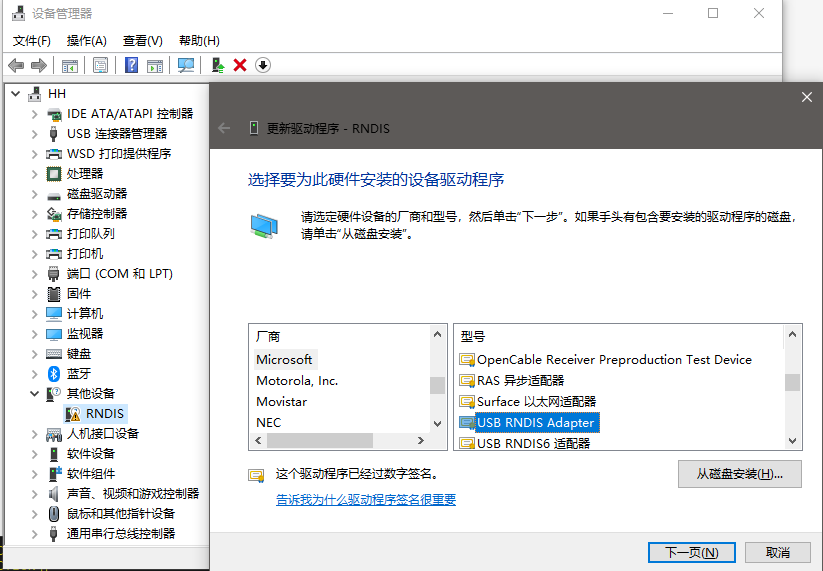 设备管理器
文件(F) 操作(A) 查看(V) 帮助(H)
HH
IDE ATA/ATAPI 控制器
USB 连接器管理器
WSD 打印提供程序
处理器
磁盘驱动器
存储控制器
打印队列
打印机
端口 (COM 和 LPT)
固件
计算机
监视器
键盘
蓝牙
其他设备
RNDIS
人机接口设备
软件设备
软件组件
声音、视频和游戏控制器
鼠标和其他指针设备
通用串行总线控制器
更新驱动程序 - RNDIS
选择要为此硬件安装的设备驱动程序
请选定硬件设备的厂商和型号，然后单击“下一步”。如果手头有包含要安装的驱动程序的磁盘，
请单击“从磁盘安装”。
厂商
Microsoft
Motorola, Inc.
Movistar
NEC
型号
OpenCable Receiver Preproduction Test Device
RAS 异步适配器
Surface 以太网适配器
USB RNDIS Adapter
USB RNDIS6 适配器
这个驱动程序已经过数字签名。
告诉我为什么驱动程序签名很重要
从磁盘安装(H)...
下一页(N) 取消